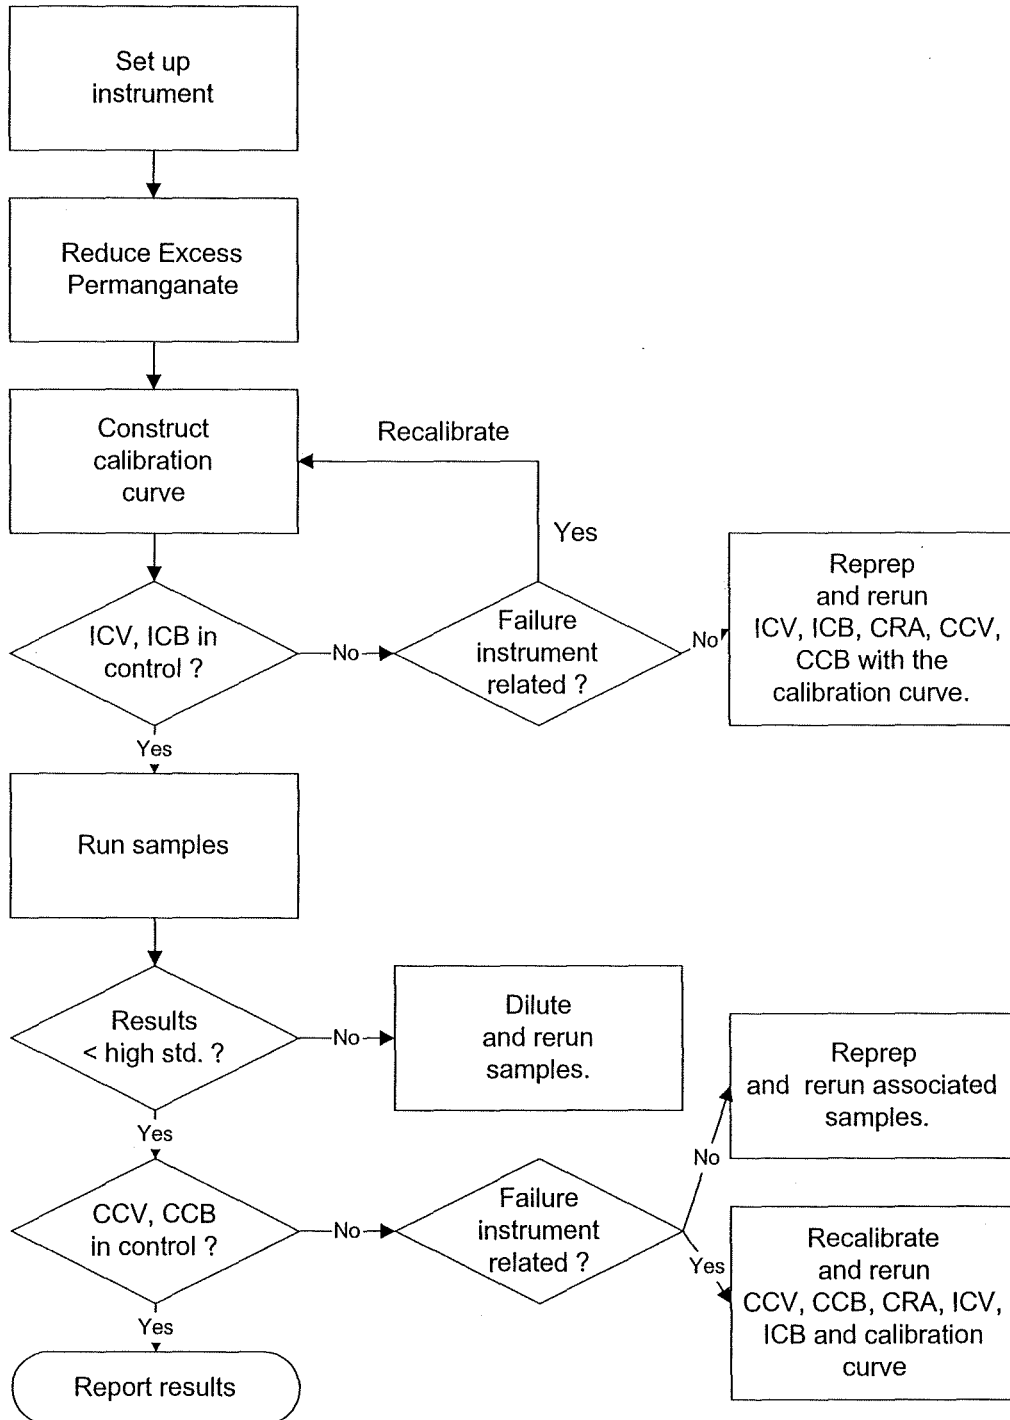 Set up
instrument
Reduce Excess
Permanganate
Construct
calibration
curve
Recalibrate
Yes
ICV, ICB in
control ?
No
Failure
instrument
related ?
No
Reprep
and rerun
ICV, ICB, CRA, CCV,
CCB with the
calibration curve.
Yes
Run samples
Results
< high std. ?
No
Dilute
and rerun
samples.
Yes
CCV, CCB
in control ?
No
Failure
instrument
related ?
No
Reprep
and rerun associated
samples.
Yes
Recalibrate
and rerun
CCV, CCB, CRA, ICV,
ICB and calibration
curve
Yes
Report results